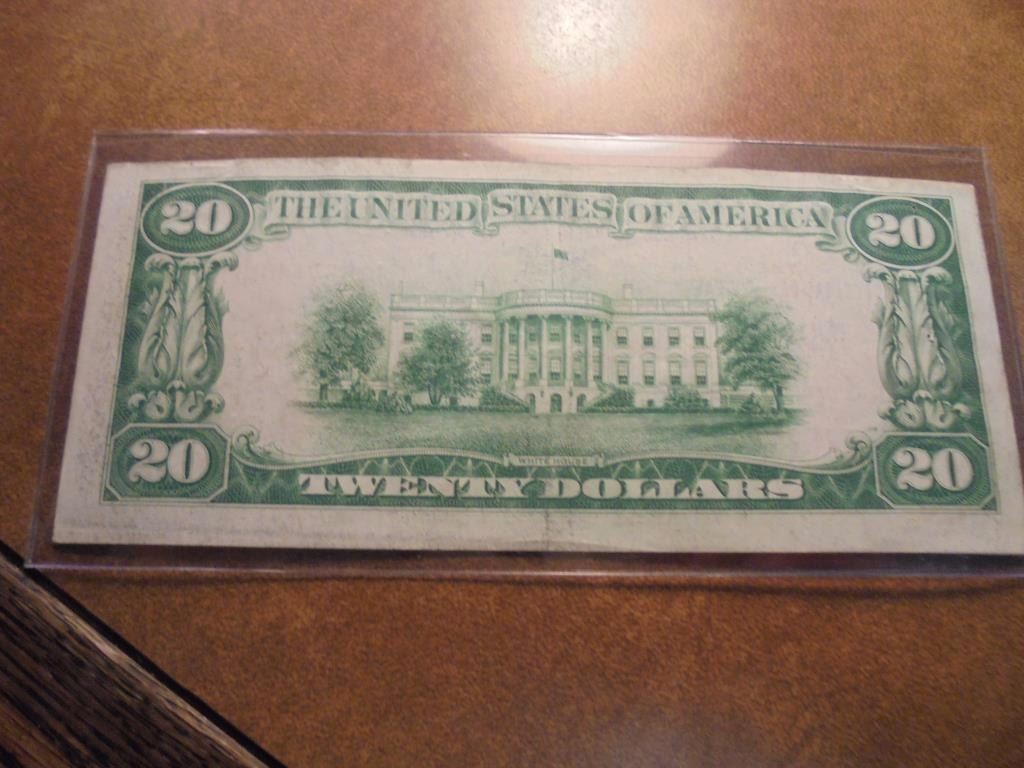 20 THE UNITED STATES OF AMERICA 20
WHITE HOUSE
20 TWENTY DOLLARS 20